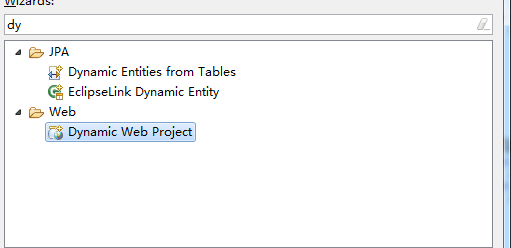 Wizards:
dy
JPA
Dynamic Entities from Tables
EclipseLink Dynamic Entity
Web
Dynamic Web Project